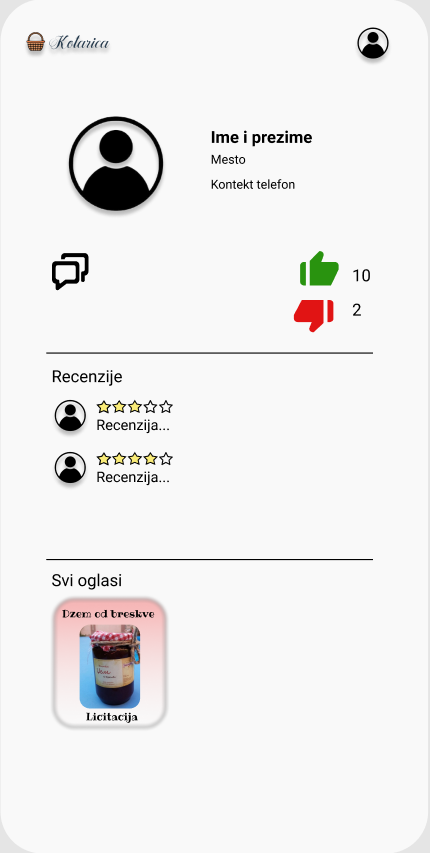 Kotarica
Ime i prezime
Mesto
Kontekt telefon
10
2
Recenzije
Recenzija...
Recenzija...
Svi oglasi
Dzem od breskve
Licitacija